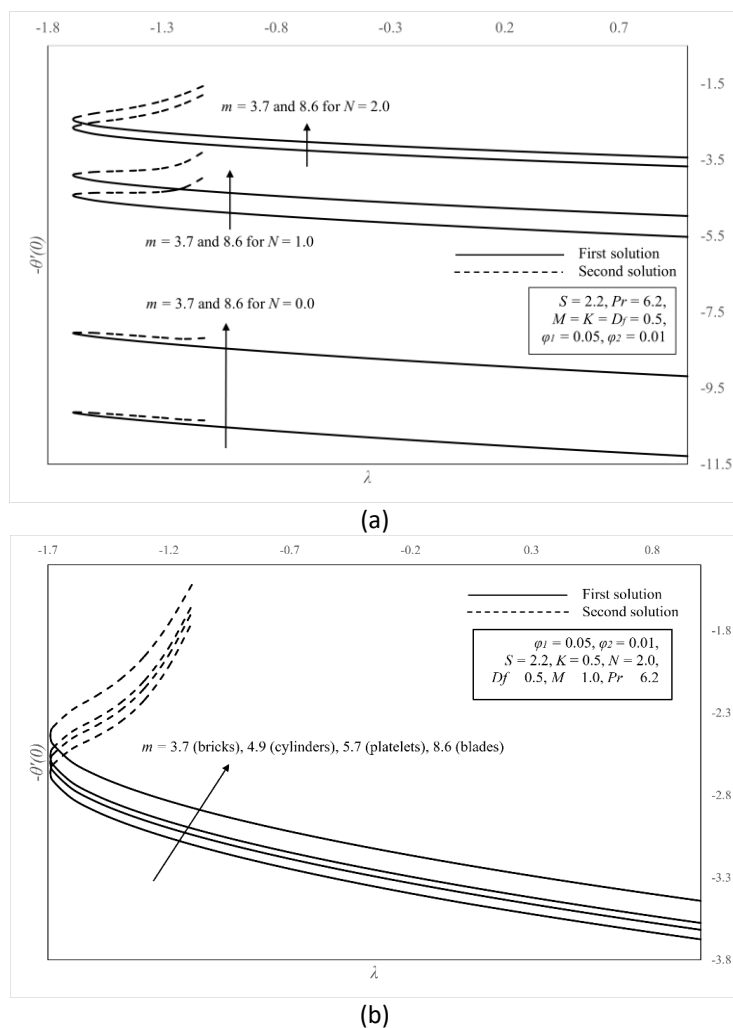 -1.8 -1.3 -0.8 -0.3 0.2 0.7
-1.5
m = 3.7 and 8.6 for N = 2.0
-3.5
m = 3.7 and 8.6 for N = 1.0
-5.5
-θ'(0)
First solution
Second solution
m = 3.7 and 8.6 for N = 0.0
S = 2.2, Pr = 6.2,
M = K = Df = 0.5,
φ1 = 0.05, φ2 = 0.01
-7.5
-9.5
-11.5
λ
(a)
-1.7 -1.2 -0.7 -0.2 0.3 0.8
First solution
Second solution
-1.8
φ1 = 0.05, φ2 = 0.01,
S = 2.2, K = 0.5, N = 2.0,
Df 0.5, M 1.0, Pr 6.2
-2.3
-θ'(0)
m = 3.7 (bricks), 4.9 (cylinders), 5.7 (platelets), 8.6 (blades)
-2.8
-3.3
-3.8
λ
(b)